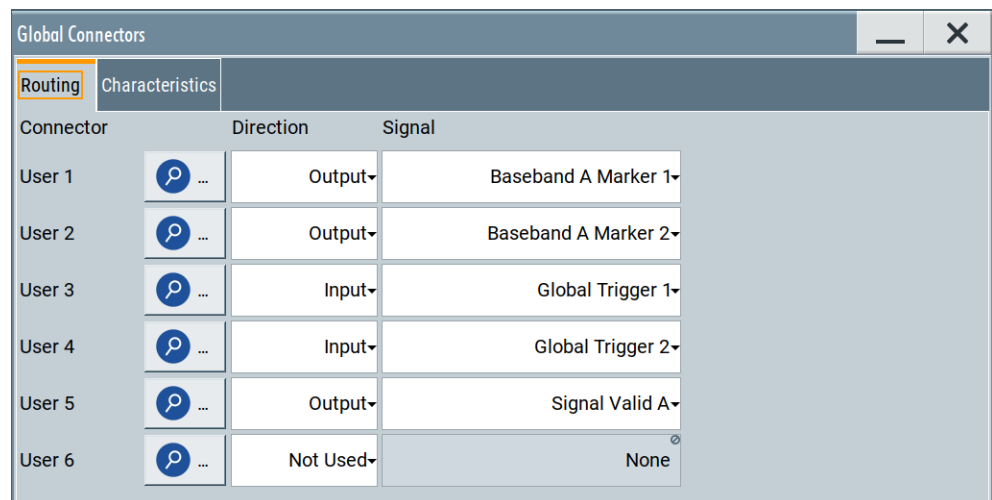 Global Connectors
Routing Characteristics
Connector Direction Signal
User 1 ... Output Baseband A Marker 1
User 2 ... Output Baseband A Marker 2
User 3 ... Input Global Trigger 1
User 4 ... Input Global Trigger 2
User 5 ... Output Signal Valid A
User 6 ... Not Used None